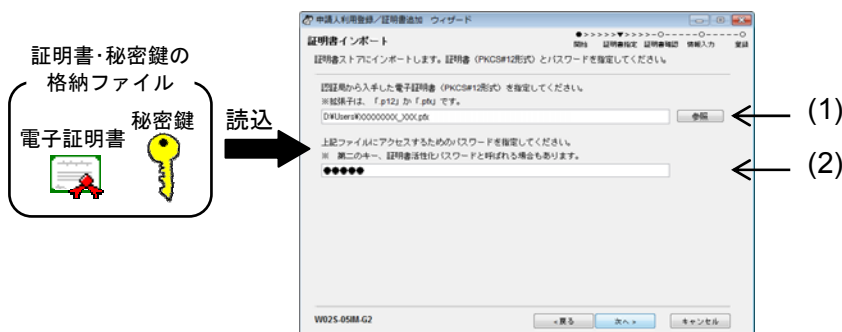 証明書・秘密鍵の
格納ファイル
電子証明書
秘密鍵
読込
申請人利用登録／証明書追加 ウィザード
証明書インポート
●>>>>>▼>>>>-○-----○-----○
開始 証明書指定 証明書確認 情報入力 登録
証明書ストアにインポートします。証明書（PKCS#12形式）とパスワードを指定してください。
認証局から入手した電子証明書（PKCS#12形式）を指定してください。
※拡張子は、「.p12」か「.pfx」です。
D:¥Users¥XXXXXXXX_XXX.pfx
参照
(1)
上記ファイルにアクセスするためのパスワードを指定してください。
※ 第二のキー、証明書活性化パスワードと呼ばれる場合もあります。
●●●●●
(2)
W02S-05IM-G2
<戻る
次へ>
キャンセル